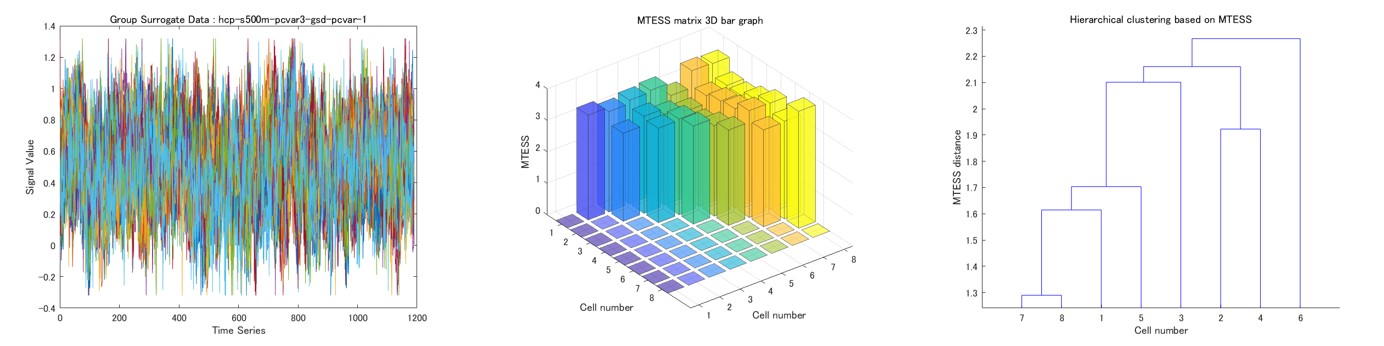 Group Surrogate Data : hcp-s500m-pcvar3-gsd-pcvar-1
1.4
1.2
1
0.8
0.6
0.4
0.2
0
-0.2
-0.4
Signal Value
0 200 400 600 800 1000 1200
Time Series
MTESS matrix 3D bar graph
4
3
2
1
0
MTESS
1 2 3 4 5 6 7 8
Cell number
1 2 3 4 5 6 7 8
Cell number
Hierarchical clustering based on MTESS
2.3
2.2
2.1
2
1.9
1.8
1.7
1.6
1.5
1.4
1.3
MTESS distance
7 8 1 5 3 2 4 6
Cell number